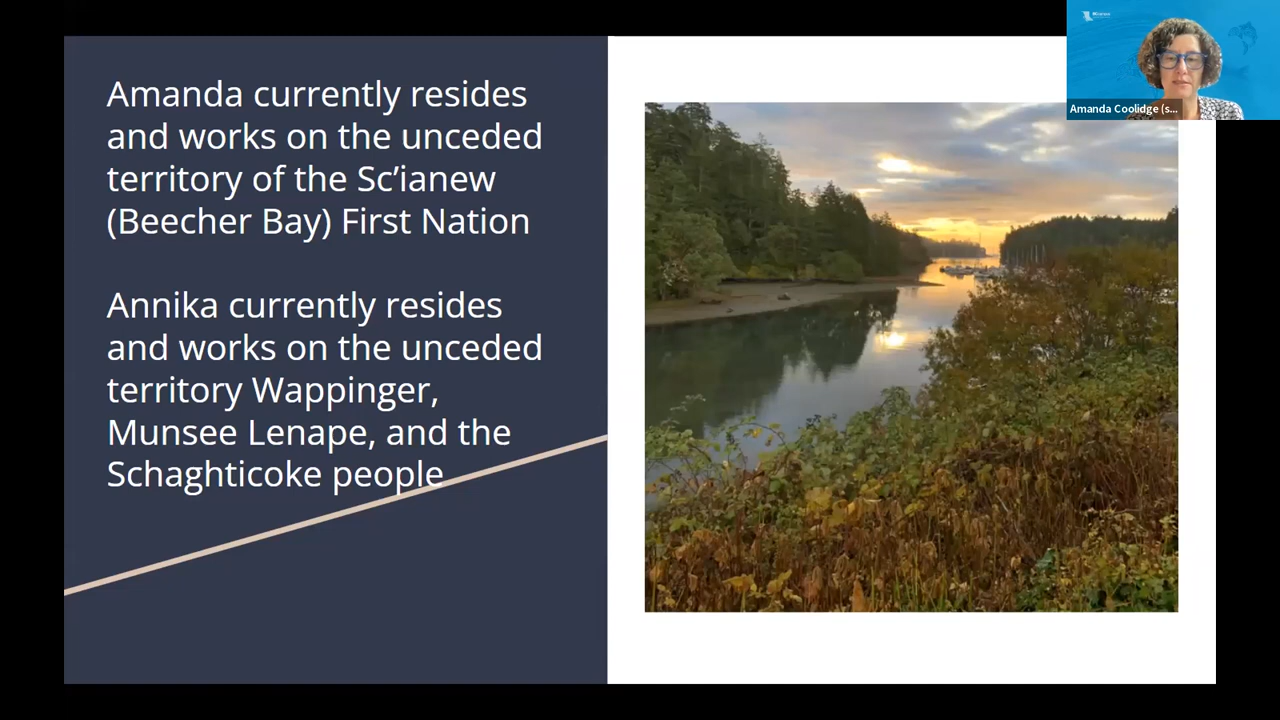 Amanda currently resides
and works on the unceded
territory of the Sc’ianew
(Beecher Bay) First Nation
Annika currently resides
and works on the unceded
territory Wappinger,
Munsee Lenape, and the
Schaghticoke people
Amanda Coolidge (s...